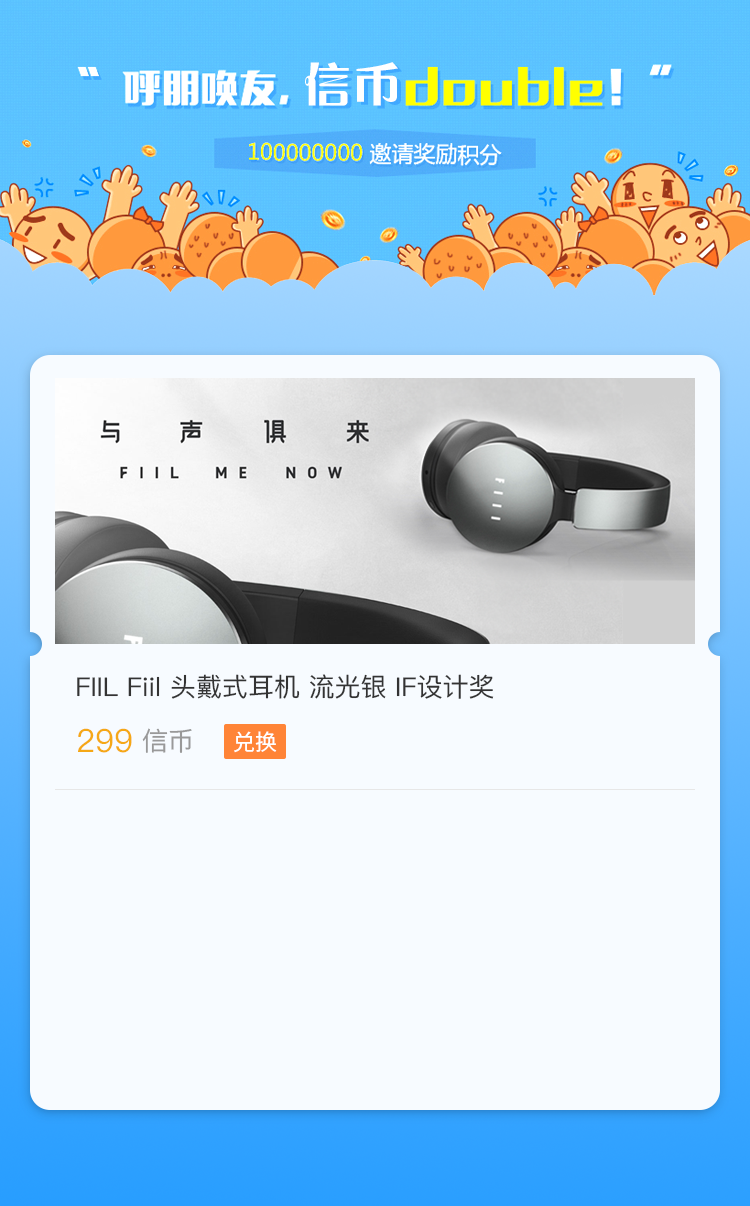 “呼朋唤友, 信币double!”
100000000 邀请奖励积分
与声俱来
FIIL ME NOW
FIIL
FIIL Fiil 头戴式耳机 流光银 IF设计奖
299 信币 兑换